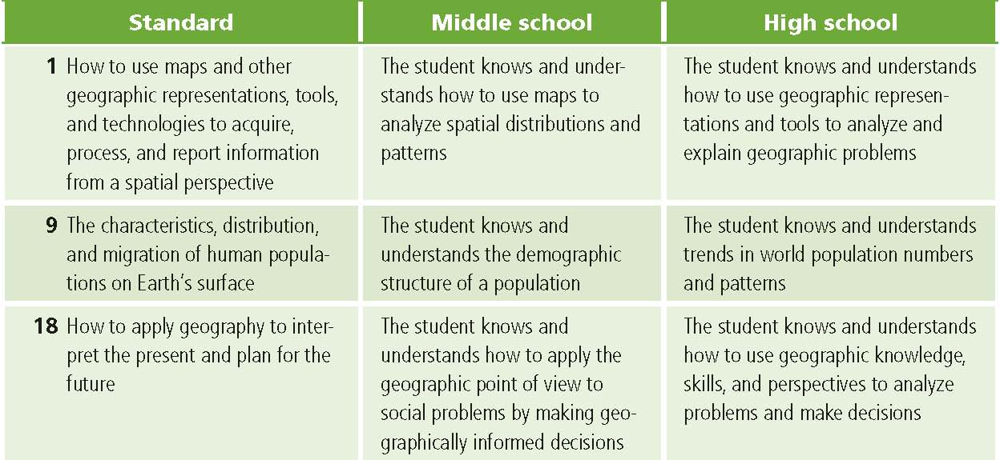 Standard
Middle school
High school
1 How to use maps and other
geographic representations, tools,
and technologies to acquire,
process, and report information
from a spatial perspective
The student knows and under-
stands how to use maps to
analyze spatial distributions and
patterns
The student knows and understands
how to use geographic represen-
tations and tools to analyze and
explain geographic problems
9 The characteristics, distribution,
and migration of human popula-
tions on Earth's surface
The student knows and
understands the demographic
structure of a population
The student knows and understands
trends in world population numbers
and patterns
18 How to apply geography to inter-
pret the present and plan for the
future
The student knows and
understands how to apply the
geographic point of view to
social problems by making geo-
graphically informed decisions
The student knows and understands
how to use geographic knowledge,
skills, and perspectives to analyze
problems and make decisions